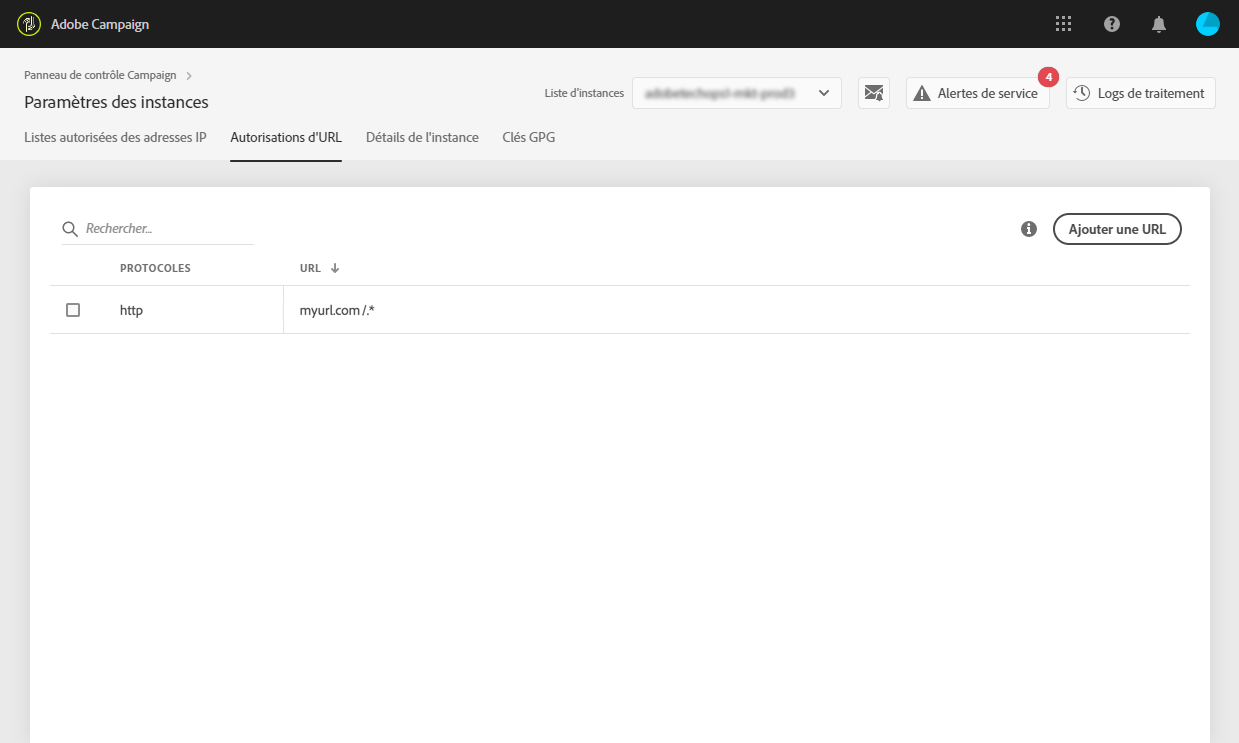 Adobe Campaign
Panneau de contrôle Campaign
Paramètres des instances
Liste d'instances
Alertes de service
4
Logs de traitement
Listes autorisées des adresses IP
Autorisations d'URL
Détails de l'instance
Clés GPG
Rechercher...
Ajouter une URL
PROTOCOLES
URL
http
myurl.com/.*